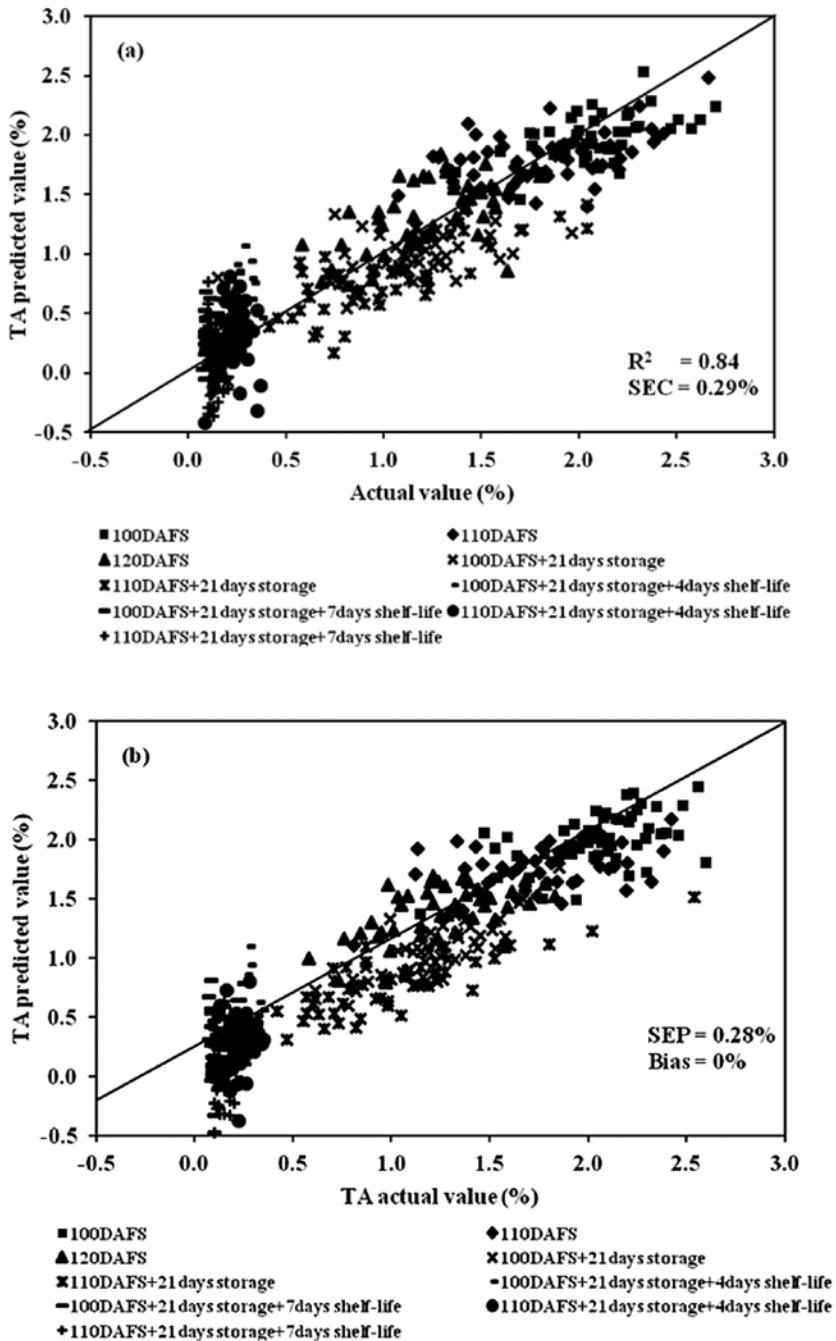 (a)
TA predicted value (%)
3.0
2.5
2.0
1.5
1.0
0.5
0.0
-0.5
-0.5 0.0 0.5 1.0 1.5 2.0 2.5 3.0
R² = 0.84
SEC = 0.29%
Actual value (%)
100DAFS 110DAFS
120DAFS 100DAFS+21days storage
110DAFS+21days storage 100DAFS+21days storage+4days shelf-life
100DAFS+21days storage+7days shelf-life 110DAFS+21days storage+4days shelf-life
110DAFS+21days storage+7days shelf-life
(b)
TA predicted value (%)
3.0
2.5
2.0
1.5
1.0
0.5
0.0
-0.5
-0.5 0.0 0.5 1.0 1.5 2.0 2.5 3.0
SEP = 0.28%
Bias = 0%
TA actual value (%)
100DAFS 110DAFS
120DAFS 100DAFS+21days storage
110DAFS+21days storage 100DAFS+21days storage+4days shelf-life
100DAFS+21days storage+7days shelf-life 110DAFS+21days storage+4days shelf-life
110DAFS+21days storage+7days shelf-life